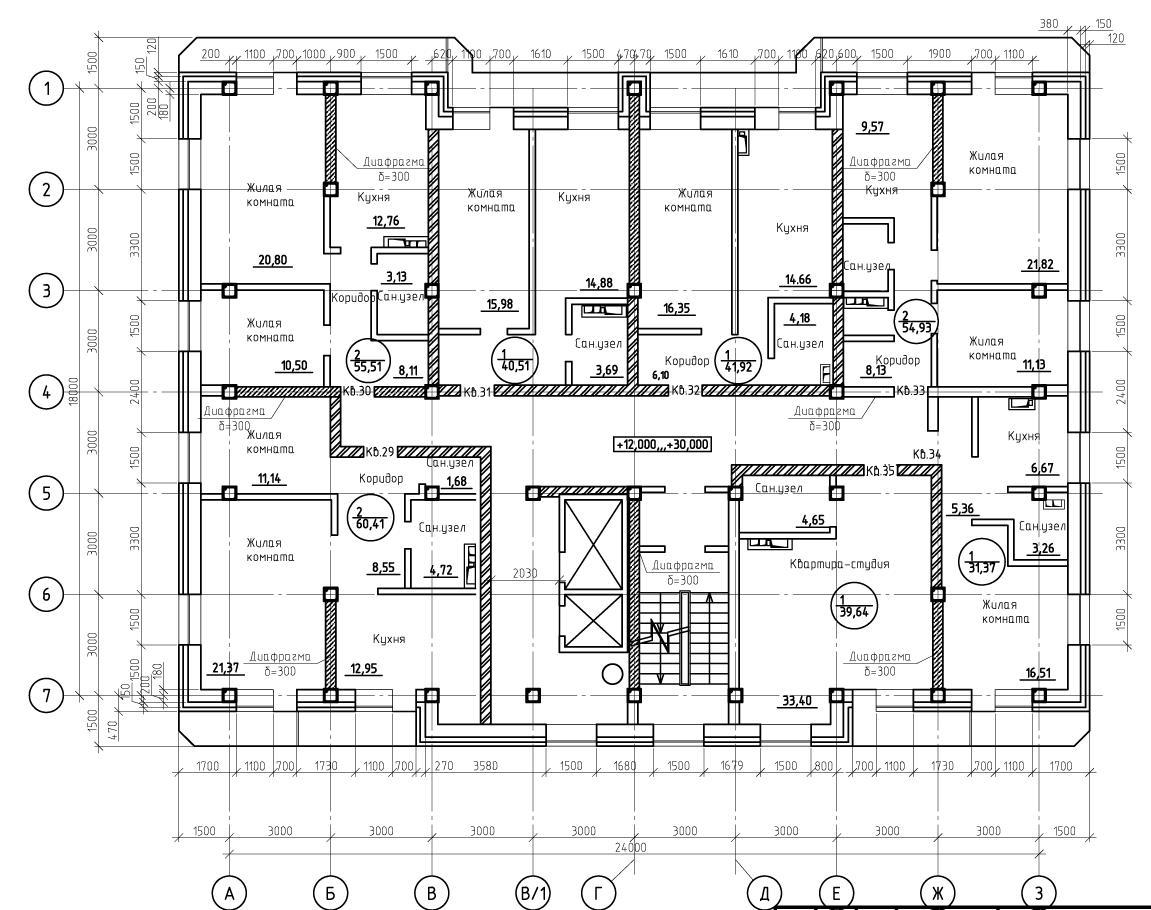 380
150
120
120
150
1500
200 1100 700 1000 900 1500 620 1100 700 1610 1500 470 470 1500 1610 700 1100 620 600 1500 1900 700 1100
1
200
180
1500
9,57
3000
Диафрагма
δ=300
Диафрагма
δ=300
Жилая
комната
1500
1500
2
Жилая
комната
Кухня
12,76
Жилая
комната
Кухня
Жилая
комната
Кухня
Кухня
3000
3300
3300
20,80
3,13
14,88
14.66
Сан.узел
21,82
3
Коридор
Сан.узел
15,98
16,35
4,18
2
54,93
3000
1500
Жилая
комната
Сан.узел
Сан.узел
Жилая
комната
1500
10,50
2
55,51
8,11
1
40,51
3,69
Коридор
6,10
1
41,92
Коридор
8,13
11,13
4
Кв.30
Кв.31
Кв.32
Кв.33
18000
2400
2400
Диафрагма
δ=300
Диафрагма
δ=300
3000
1500
Жилая
комната
Кв.29
+12,000,,,+30,000
Кв.34
Кухня
1500
11,14
Коридор
Сан.узел
1,68
Кв.35
6,67
5
Сан.узел
2
60,41
Сан.узел
4,65
5,36
Сан.узел
3,26
3000
3300
Жилая
комната
3300
8,55
4,72
2030
Диафрагма
δ=300
Квартира-студия
1
31,37
6
1
39,64
Жилая
комната
3000
1500
Кухня
1500
Диафрагма
δ=300
Диафрагма
δ=300
21,37
12,95
33,40
16,51
180
200
150
7
1500
470
1700 1100 700 1730 1100 700 270 3580 1500 1680 1500 1679 1500 800 700 1100 1730 700 1100 1700
1500 3000 3000 3000 3000 3000 3000 3000 3000 1500
24000
А Б В В/1 Г Д Е Ж З